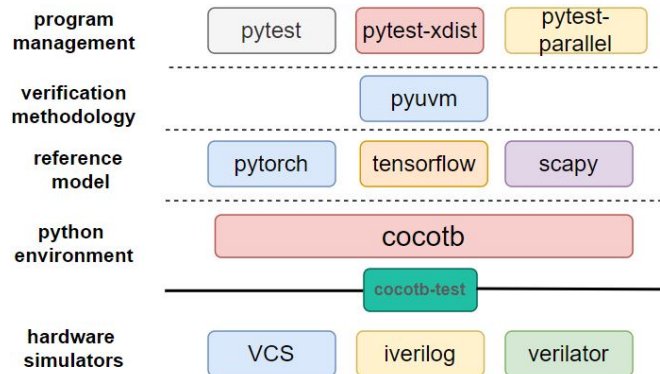 program
management
pytest
pytest-xdist
pytest-
parallel
verification
methodology
pyuvm
reference
model
pytorch
tensorflow
scapy
python
environment
cocotb
cocotb-test
hardware
simulators
VCS
iverilog
verilator